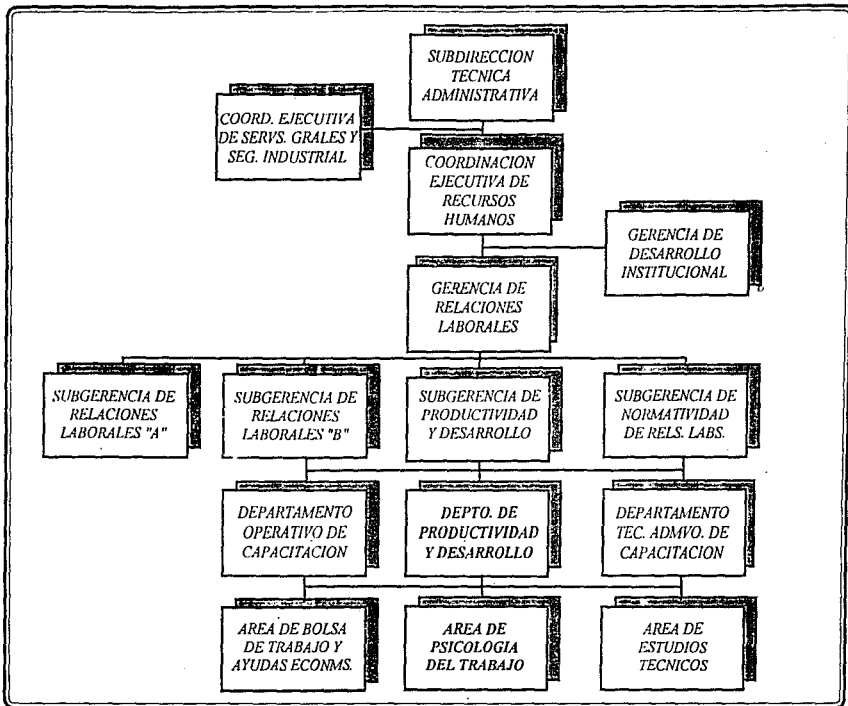 SUBDIRECCION
TECNICA
ADMINISTRATIVA
COORD. EJECUTIVA
DE SERVS. GRALES Y
SEG. INDUSTRIAL
COORDINACION
EJECUTIVA DE
RECURSOS
HUMANOS
GERENCIA DE
DESARROLLO
INSTITUCIONAL
GERENCIA DE
RELACIONES
LABORALES
SUBGERENCIA DE
RELACIONES
LABORALES "A"
SUBGERENCIA DE
RELACIONES
LABORALES "B"
SUBGERENCIA DE
PRODUCTIVIDAD
Y DESARROLLO
SUBGERENCIA DE
NORMATIVIDAD
DE RELS. LABS.
DEPARTAMENTO
OPERATIVO DE
CAPACITACION
DEPTO. DE
PRODUCTIVIDAD
Y DESARROLLO
DEPARTAMENTO
TEC. ADMVO. DE
CAPACITACION
AREA DE BOLSA
DE TRABAJO Y
AYUDAS ECONMS.
AREA DE
PSICOLOGIA
DEL TRABAJO
AREA DE
ESTUDIOS
TECNICOS